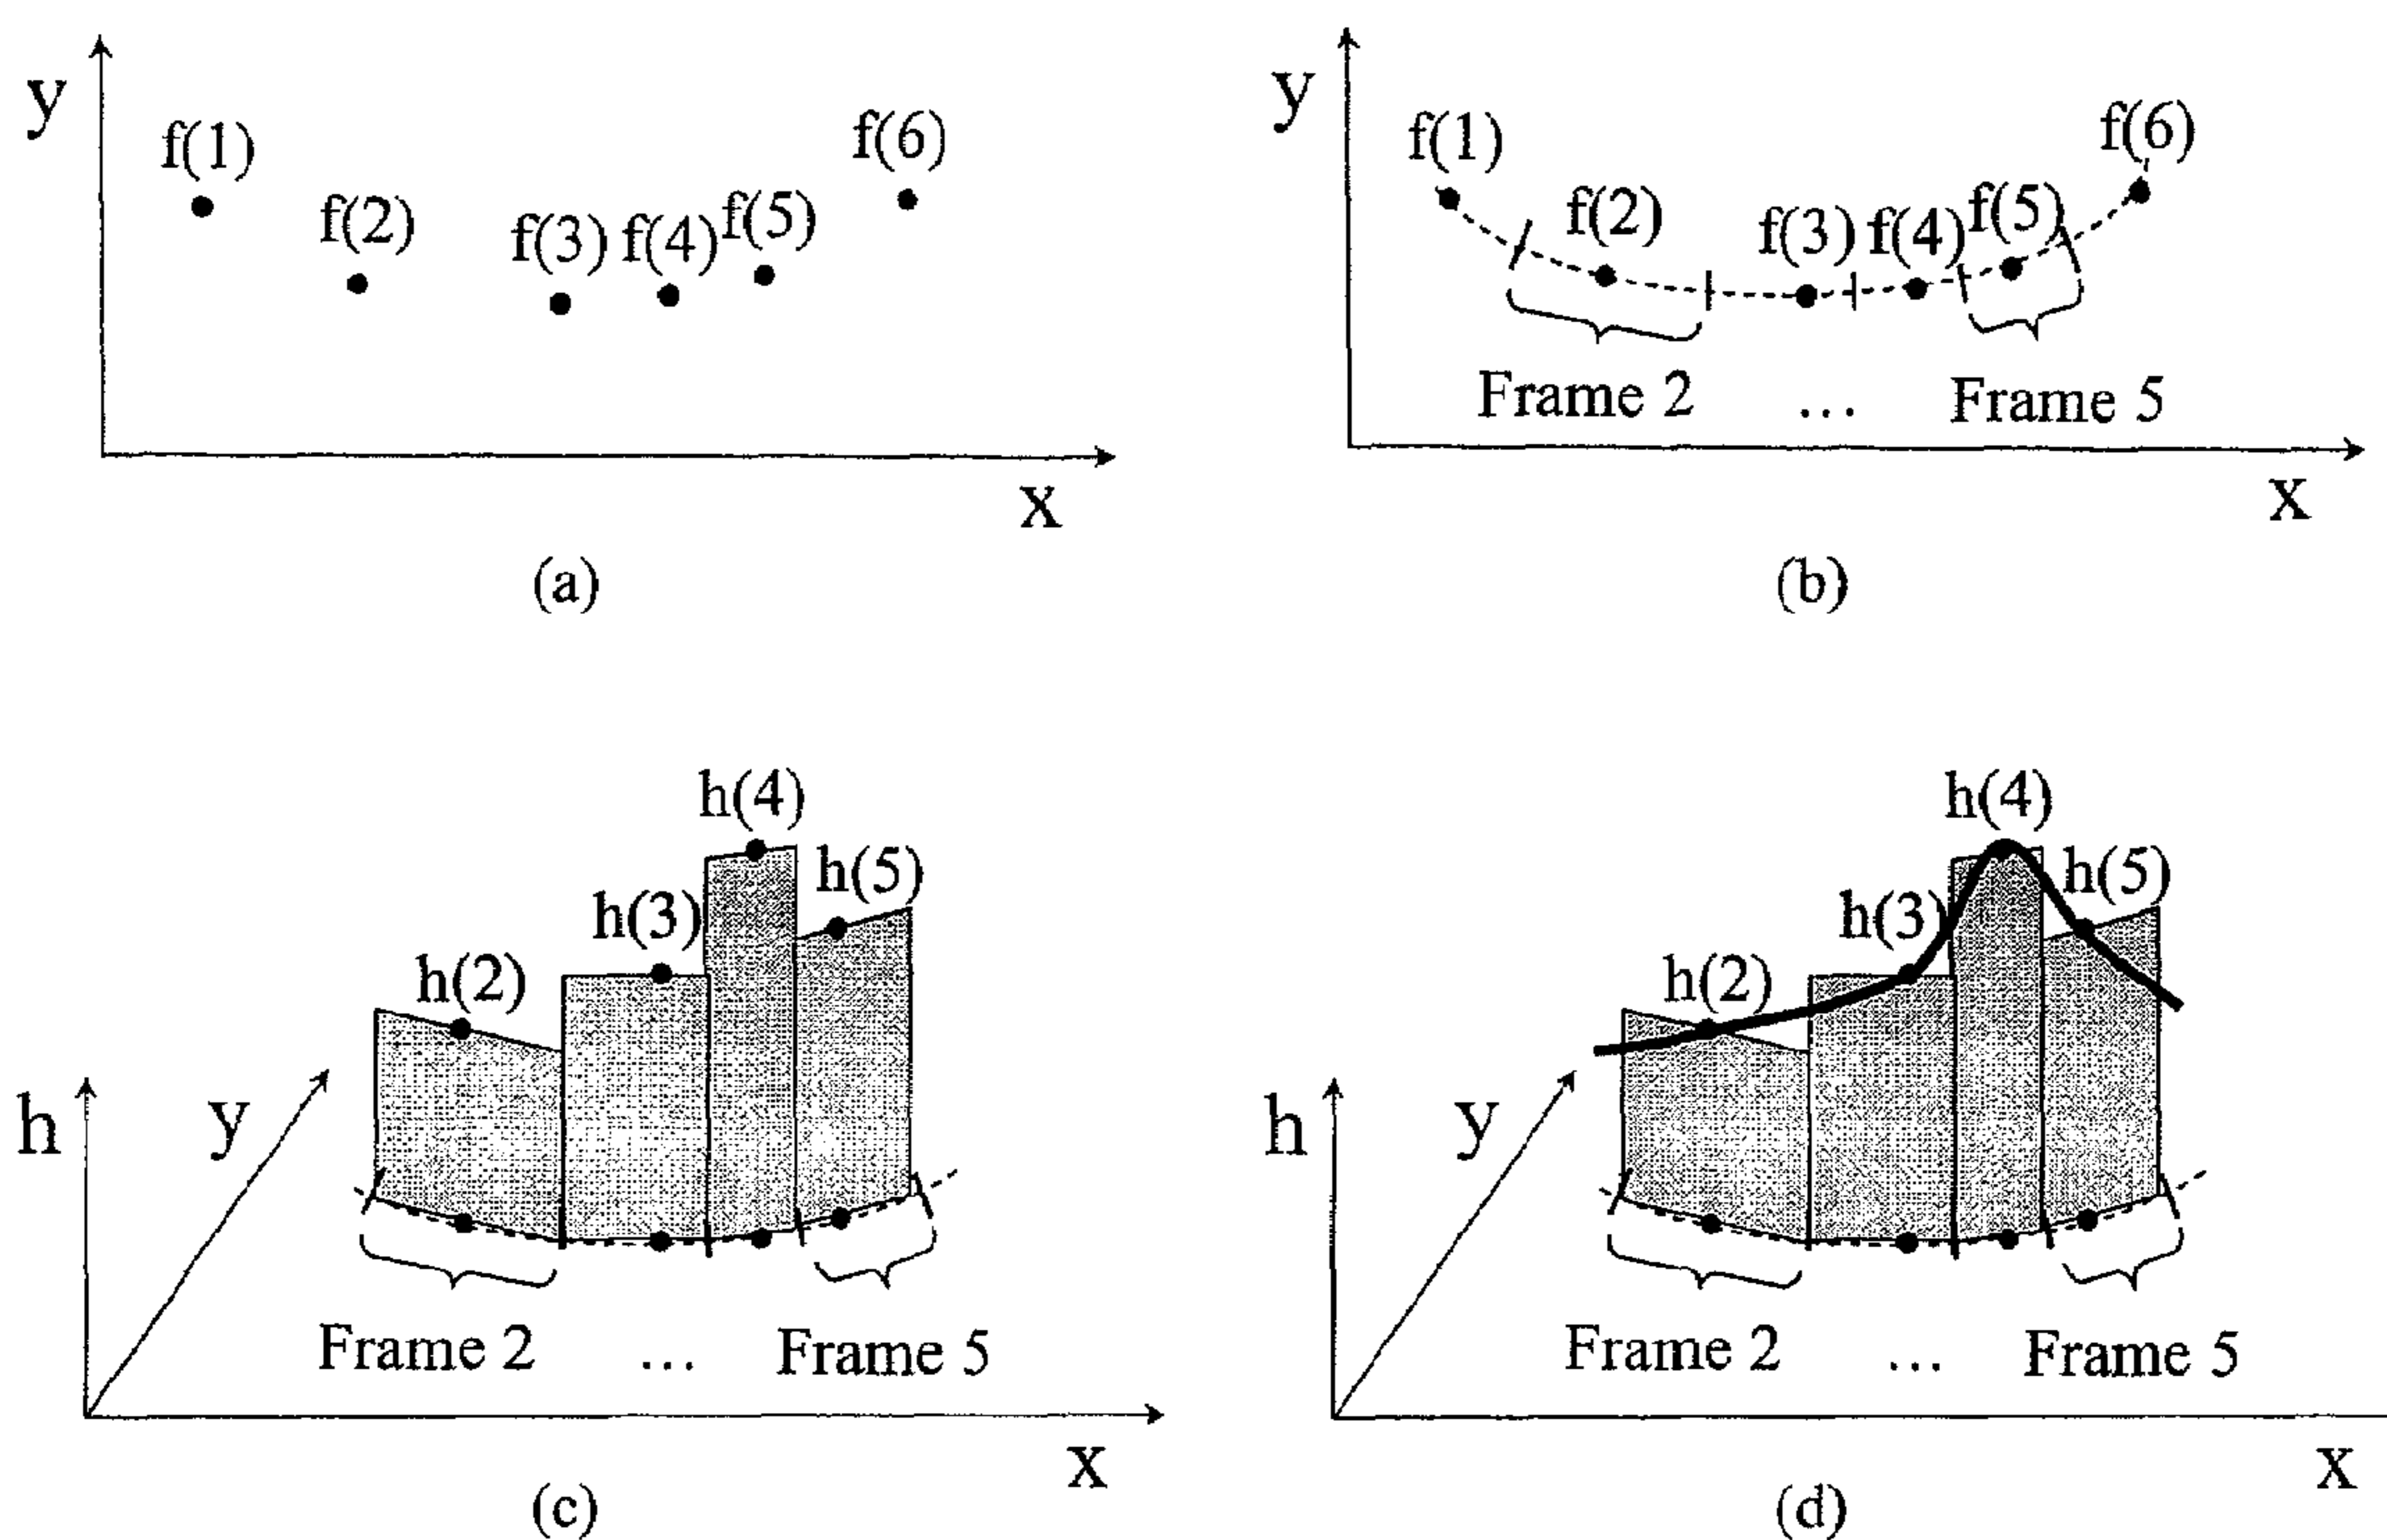 y
f(1)
f(2)
f(3)
f(4)
f(5)
f(6)
x
(a)
y
f(1)
f(2)
f(3)
f(4)
f(5)
f(6)
Frame 2 ... Frame 5
x
(b)
h
y
h(2)
h(3)
h(4)
h(5)
Frame 2 ... Frame 5
x
(c)
h
y
h(2)
h(3)
h(4)
h(5)
Frame 2 ... Frame 5
x
(d)